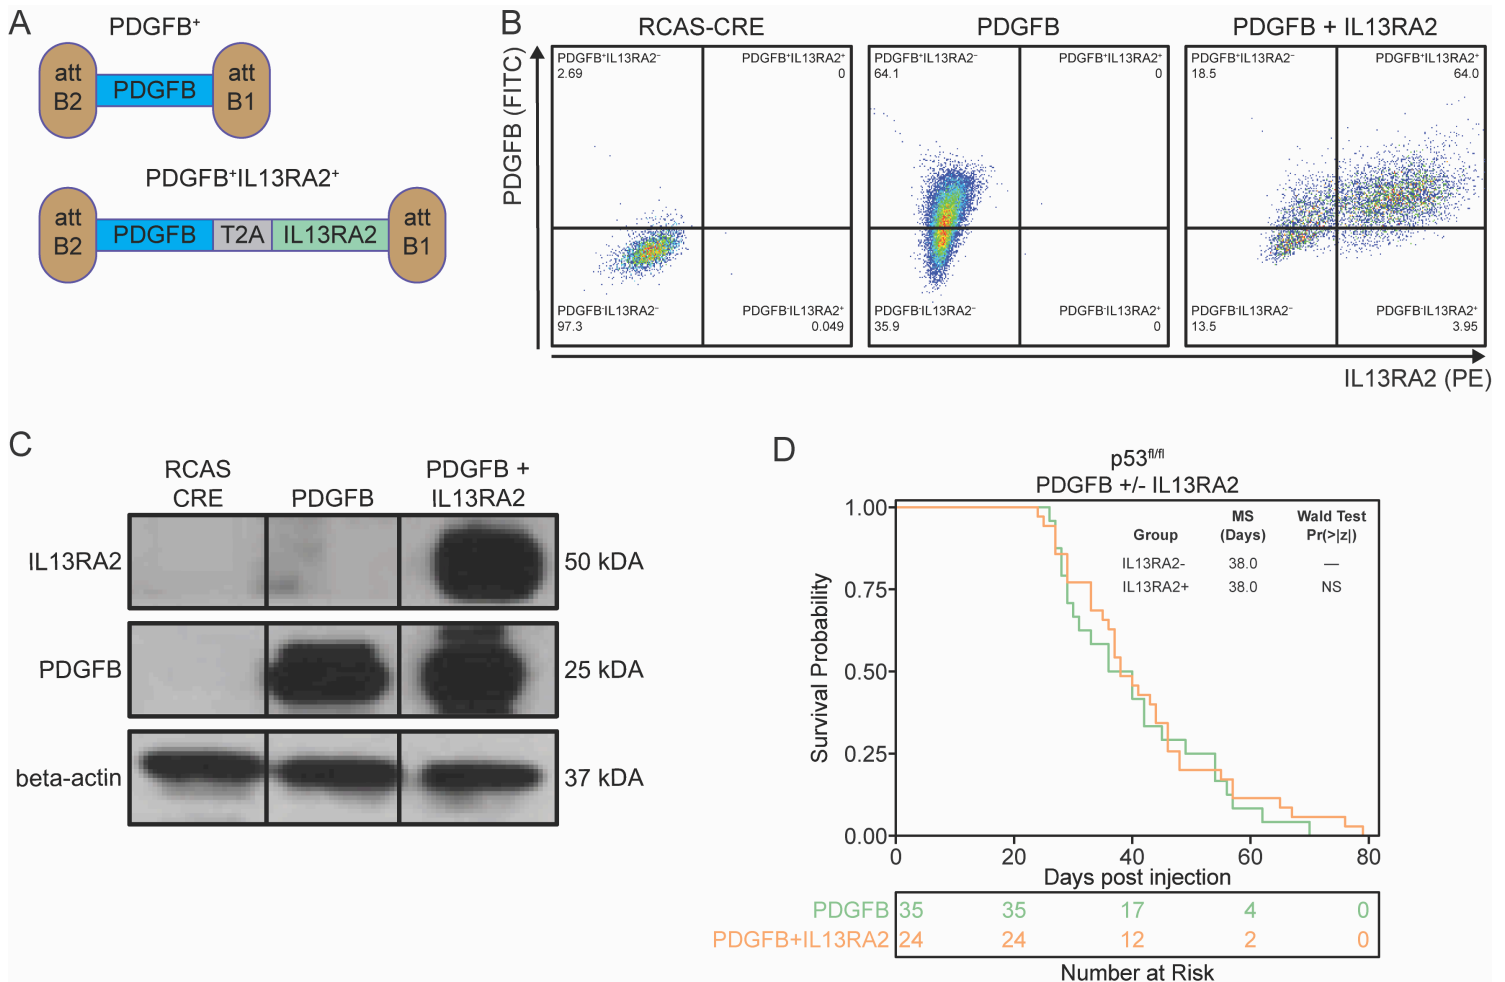 A
PDGFB⁺
att
B2
PDGFB
att
B1
PDGFB⁺IL13RA2⁺
att
B2
PDGFB
T2A
IL13RA2
att
B1
B
RCAS-CRE
PDGFB
PDGFB + IL13RA2
PDGFB (FITC)
PDGFB⁺IL13RA2⁻
2.69
PDGFB⁺IL13RA2⁺
0
PDGFB⁻IL13RA2⁻
97.3
PDGFB⁻IL13RA2⁺
0.049
PDGFB⁺IL13RA2⁻
64.1
PDGFB⁺IL13RA2⁺
0
PDGFB⁻IL13RA2⁻
35.9
PDGFB⁻IL13RA2⁺
0
PDGFB⁺IL13RA2⁻
18.5
PDGFB⁺IL13RA2⁺
64.0
PDGFB⁻IL13RA2⁻
13.5
PDGFB⁻IL13RA2⁺
3.95
IL13RA2 (PE)
C
RCAS
CRE
PDGFB
PDGFB +
IL13RA2
IL13RA2
50 kDA
PDGFB
25 kDA
beta-actin
37 kDA
D
p53ᶠˡ/ᶠˡ
PDGFB +/- IL13RA2
Survival Probability
1.00
0.75
0.50
0.25
0.00
Group
MS
(Days)
Wald Test
Pr(>|z|)
IL13RA2- 38.0 —
IL13RA2+ 38.0 NS
0 20 40 60 80
Days post injection
PDGFB 35 35 17 4 0
PDGFB+IL13RA2 24 24 12 2 0
Number at Risk